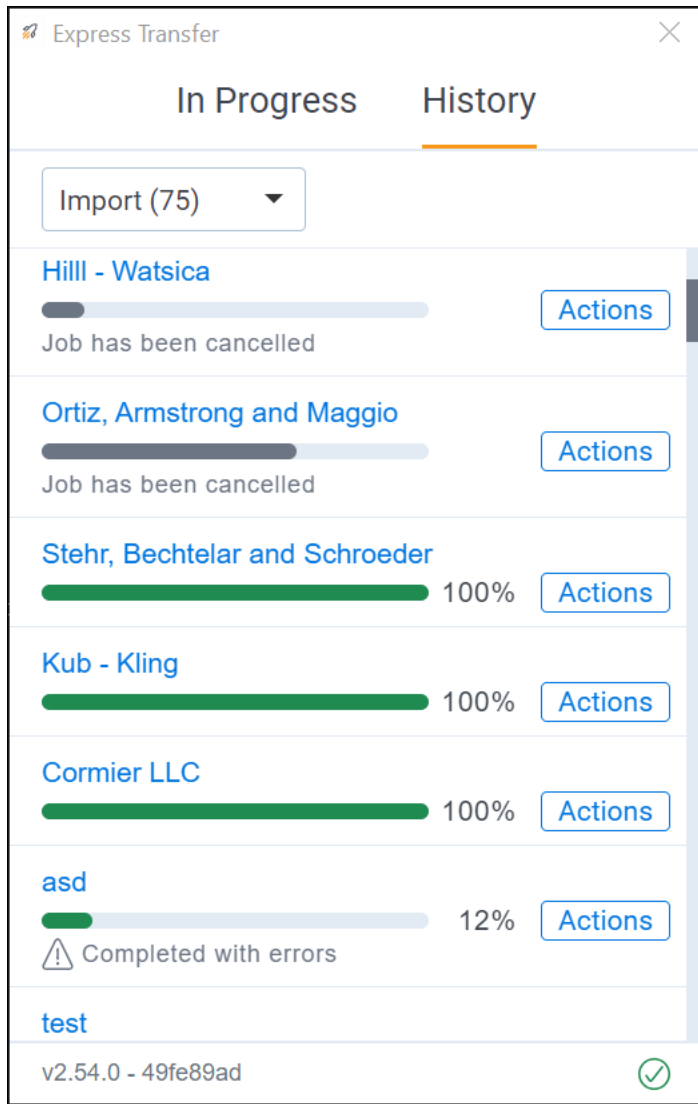 Express Transfer
In Progress History
Import (75)
Hilll - Watsica
Actions
Job has been cancelled
Ortiz, Armstrong and Maggio
Actions
Job has been cancelled
Stehr, Bechtelar and Schroeder
100% Actions
Kub - Kling
100% Actions
Cormier LLC
100% Actions
asd
12% Actions
Completed with errors
test
v2.54.0 - 49fe89ad